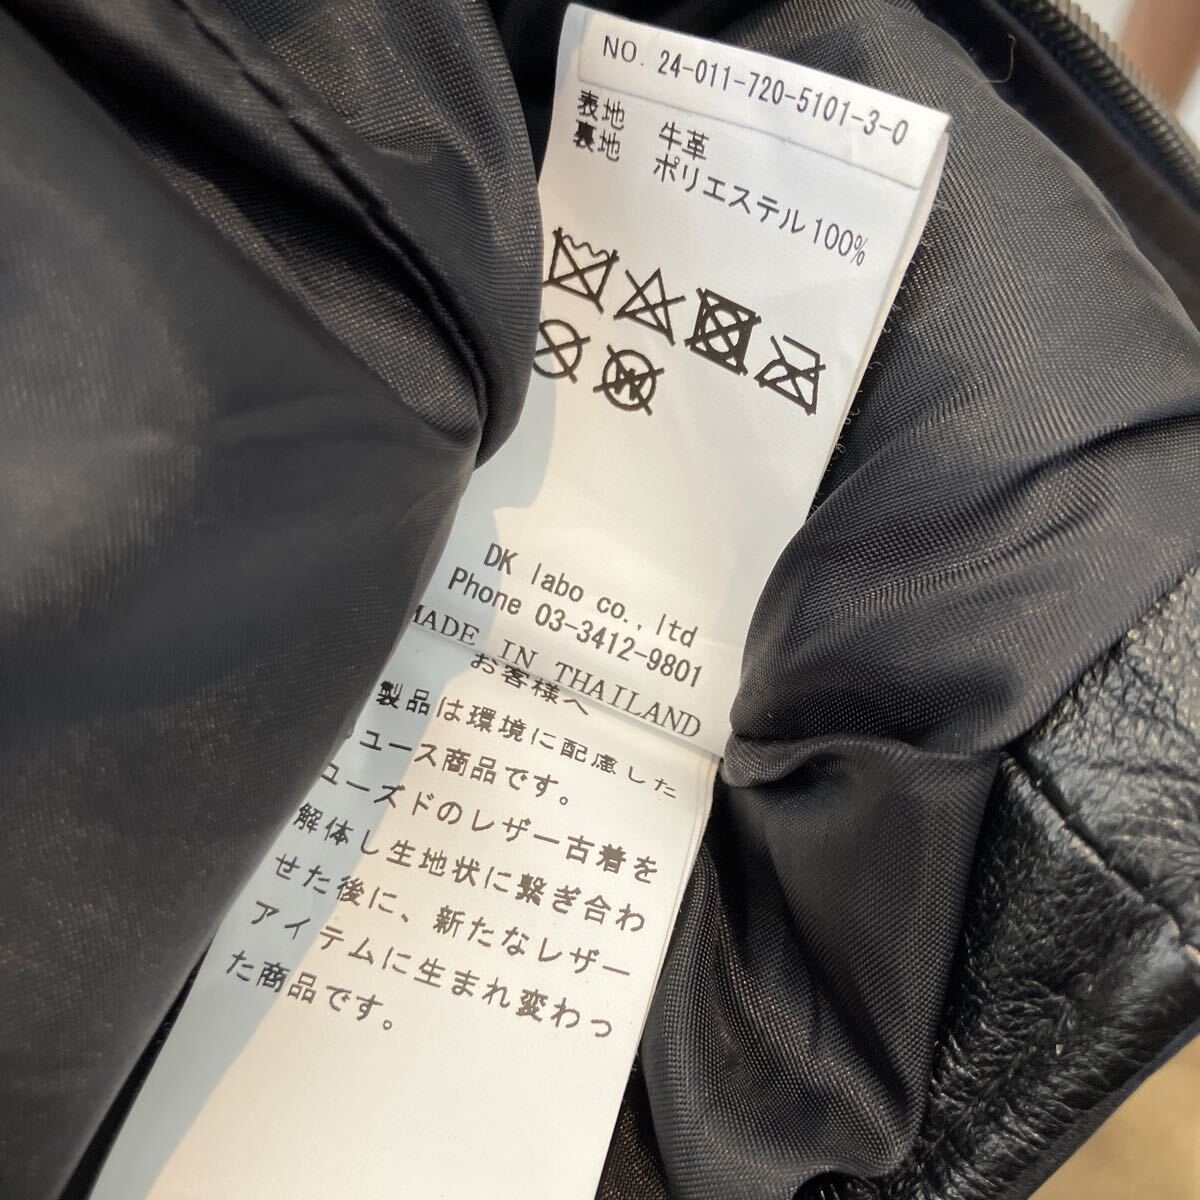 NO. 24-011-720-5101-3-0
表地 牛革
裏地 ポリエステル100%
W
DK labo co., ltd
Phone 03-3412-9801
MADE IN THAILAND
お客様へ
製品は環境に配慮した
ユース商品です。
ユーズドのレザー古着を
解体し生地状に繋ぎ合わ
せた後に、新たなレザー
アイテムに生まれ変わっ
た商品です。